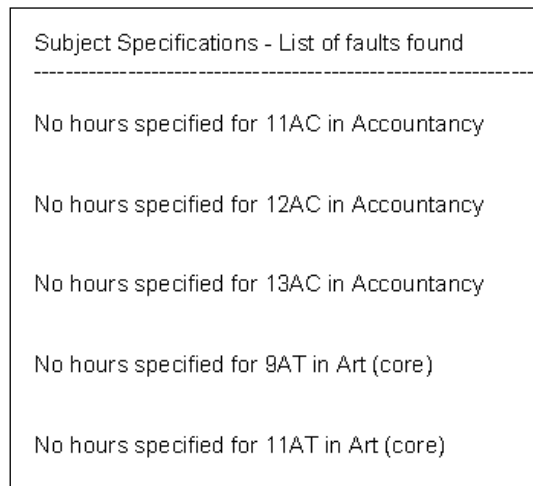 Subject Specifications - List of faults found
----------------------------------------------------------------
No hours specified for 11AC in Accountancy
No hours specified for 12AC in Accountancy
No hours specified for 13AC in Accountancy
No hours specified for 9AT in Art (core)
No hours specified for 11AT in Art (core)